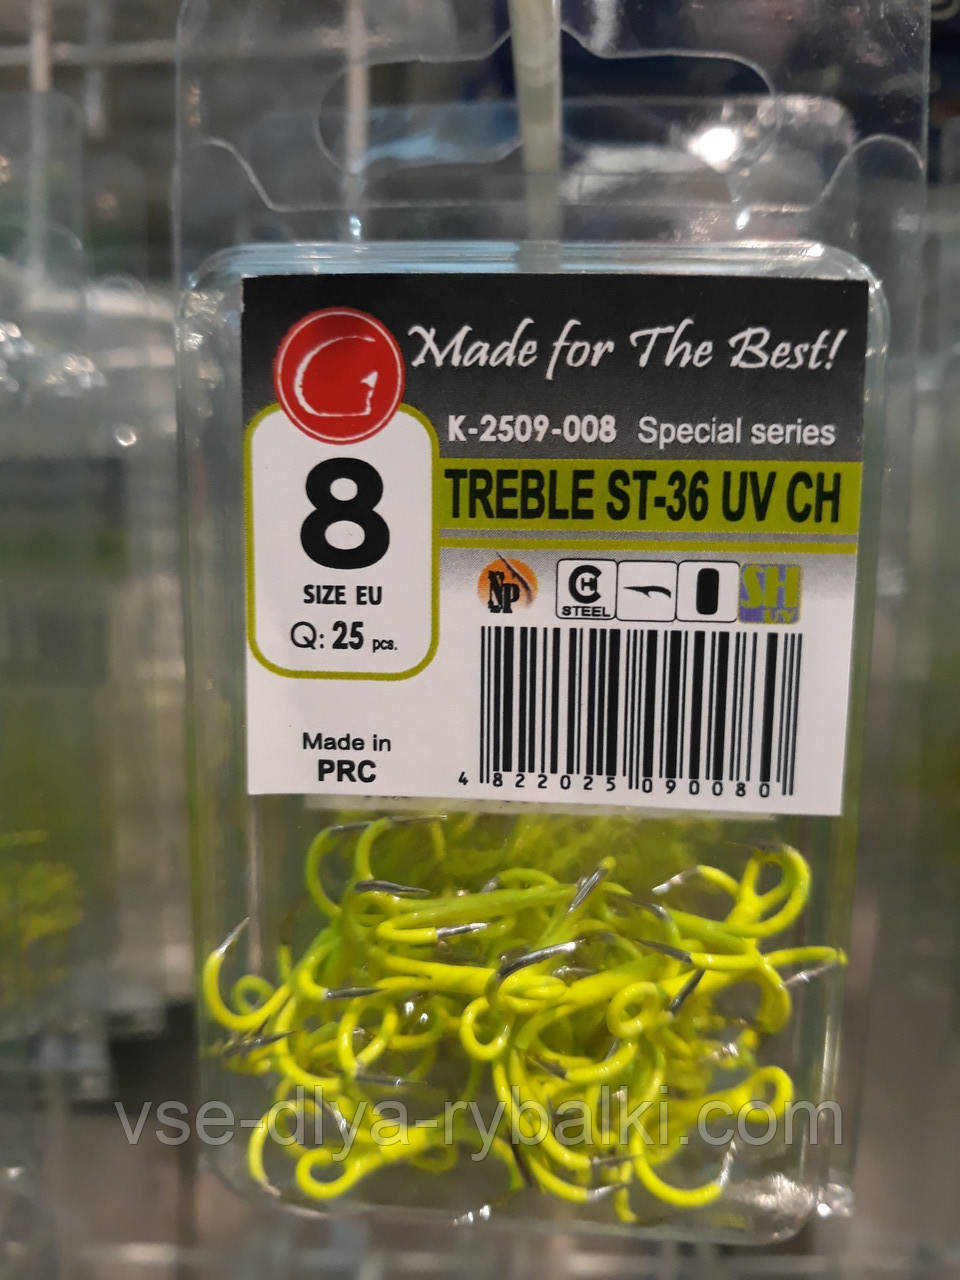 Made for The Best!
K-2509-008 Special series
TREBLE ST-36 UV CH
8
SIZE EU
Q: 25 pcs.
NP
CH
STEEL
SH
UV
Made in
PRC
4 822025 090080
vse-dlya-rybalki.com